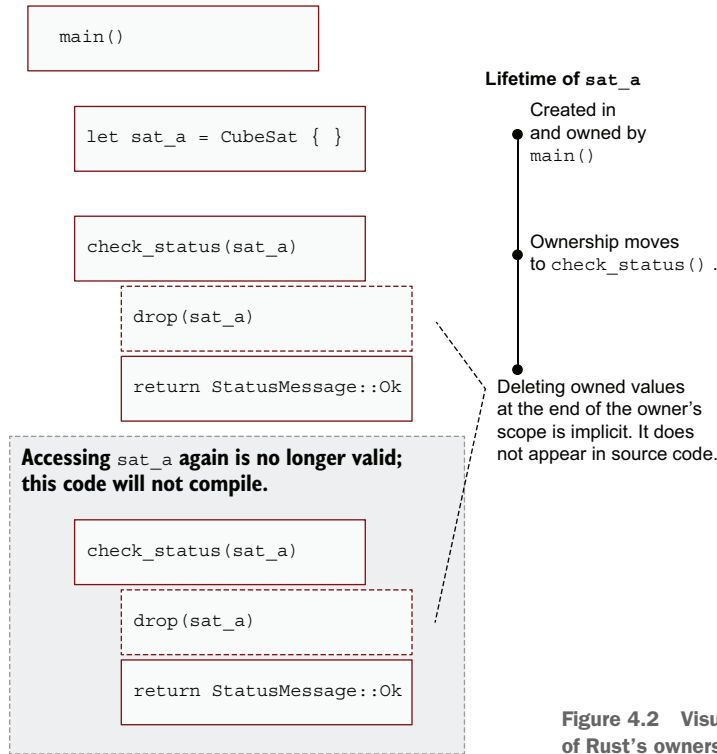 main()
let sat_a = CubeSat { }
check_status(sat_a)
drop(sat_a)
return StatusMessage::Ok
Accessing sat_a again is no longer valid;
this code will not compile.
check_status(sat_a)
drop(sat_a)
return StatusMessage::Ok
Lifetime of sat_a
Created in
and owned by
main()
Ownership moves
to check_status() .
Deleting owned values
at the end of the owner’s
scope is implicit. It does
not appear in source code.
Figure 4.2
of Rust’s